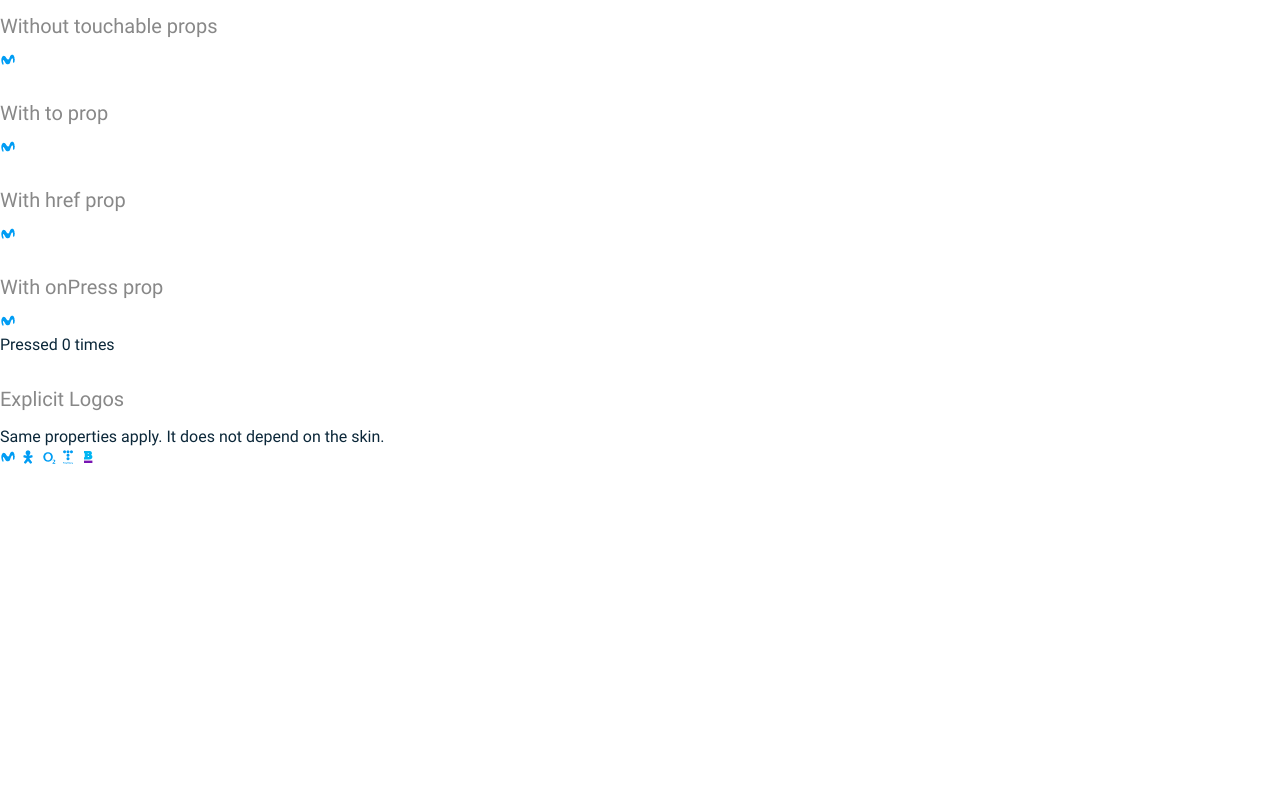 Without touchable props
With to prop
With href prop
With onPress prop
Pressed 0 times
Explicit Logos
Same properties apply. It does not depend on the skin.
O2 B